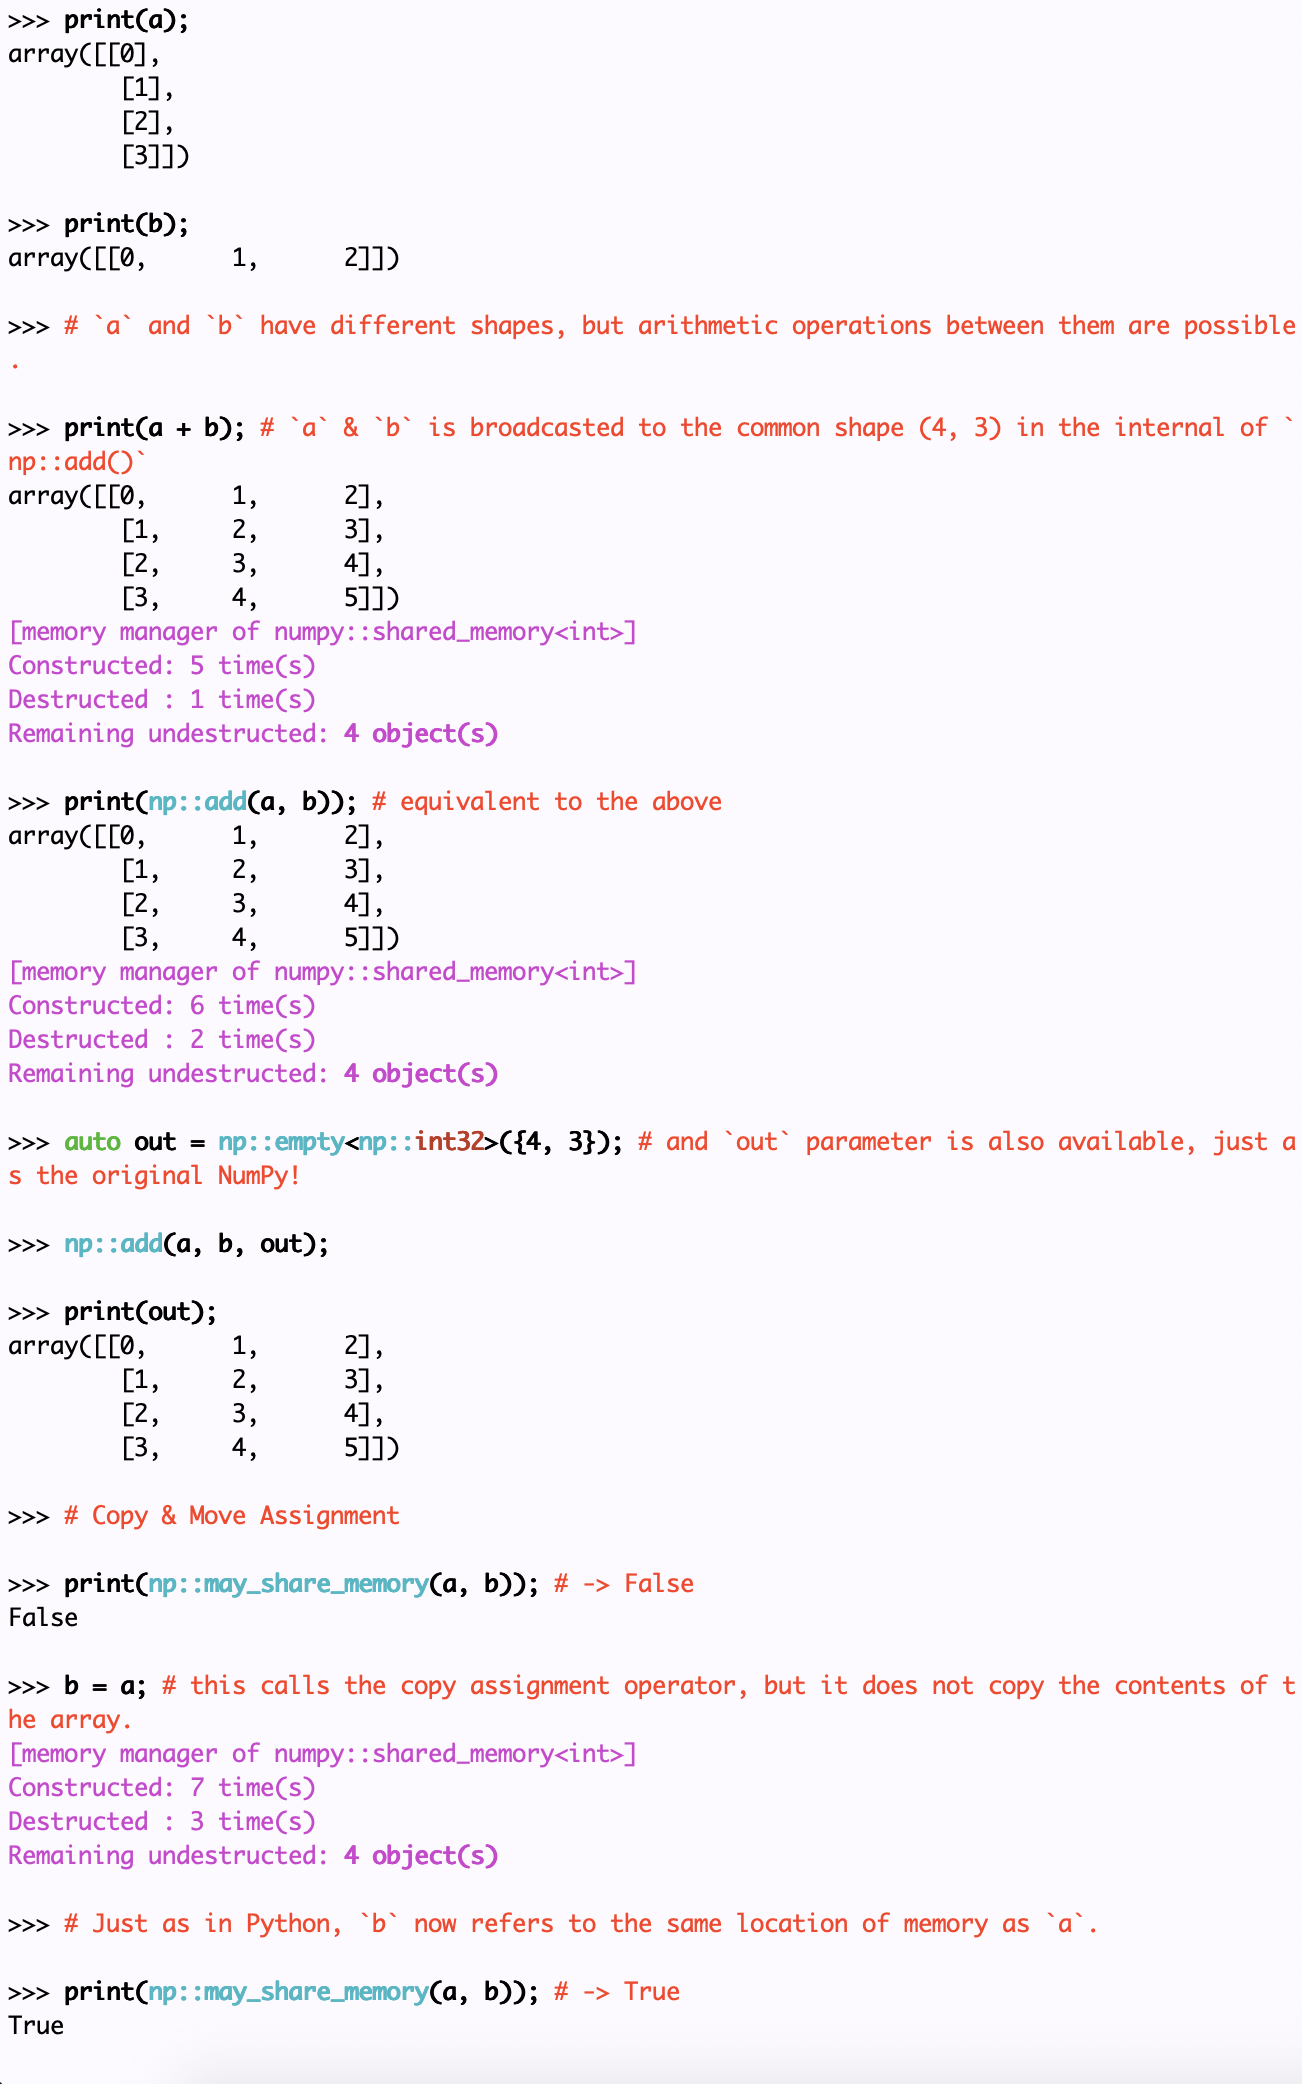 >>> print(a);
array([[0],
        [1],
        [2],
        [3]])
>>> print(b);
array([[0,      1,      2]])
>>> # `a` and `b` have different shapes, but arithmetic operations between them are possible
.
>>> print(a + b); # `a` & `b` is broadcasted to the common shape (4, 3) in the internal of `
np::add()`
array([[0,      1,      2],
        [1,     2,      3],
        [2,     3,      4],
        [3,     4,      5]])
[memory manager of numpy::shared_memory<int>]
Constructed: 5 time(s)
Destructed : 1 time(s)
Remaining undestructed: 4 object(s)
>>> print(np::add(a, b)); # equivalent to the above
array([[0,      1,      2],
        [1,     2,      3],
        [2,     3,      4],
        [3,     4,      5]])
[memory manager of numpy::shared_memory<int>]
Constructed: 6 time(s)
Destructed : 2 time(s)
Remaining undestructed: 4 object(s)
>>> auto out = np::empty<np::int32>({4, 3}); # and `out` parameter is also available, just a
s the original NumPy!
>>> np::add(a, b, out);
>>> print(out);
array([[0,      1,      2],
        [1,     2,      3],
        [2,     3,      4],
        [3,     4,      5]])
>>> # Copy & Move Assignment
>>> print(np::may_share_memory(a, b)); # -> False
False
>>> b = a; # this calls the copy assignment operator, but it does not copy the contents of t
he array.
[memory manager of numpy::shared_memory<int>]
Constructed: 7 time(s)
Destructed : 3 time(s)
Remaining undestructed: 4 object(s)
>>> # Just as in Python, `b` now refers to the same location of memory as `a`.
>>> print(np::may_share_memory(a, b)); # -> True
True